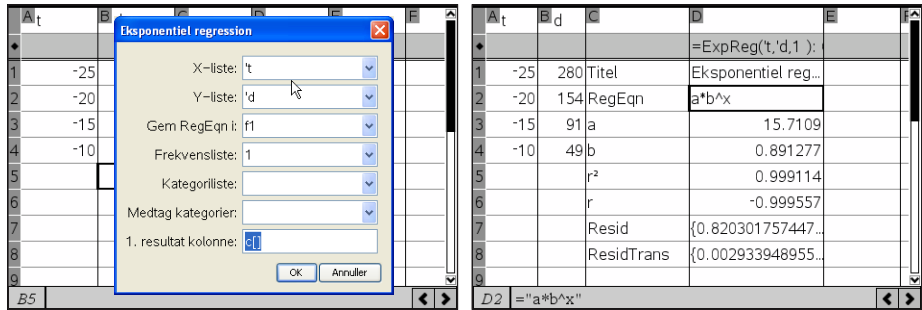 A t B C D E F
Eksponentiel regression
X-liste: 't
Y-liste: 'd
Gem RegEqn i: f1
Frekvensliste: 1
Kategoriliste:
Medtag kategorier:
1. resultat kolonne: c[]
OK Annuller
◆
1 -25
2 -20
3 -15
4 -10
5
6
7
8
9
B5
A t B d C D E F
◆ =ExpReg('t,'d,1 ):
1 -25 280 Titel Eksponentiel reg...
2 -20 154 RegEqn a*b^x
3 -15 91 a 15.7109
4 -10 49 b 0.891277
5 r² 0.999114
6 r -0.999557
7 Resid {0.820301757447...
8 ResidTrans {0.002933948955...
9
D2 ="a*b^x"